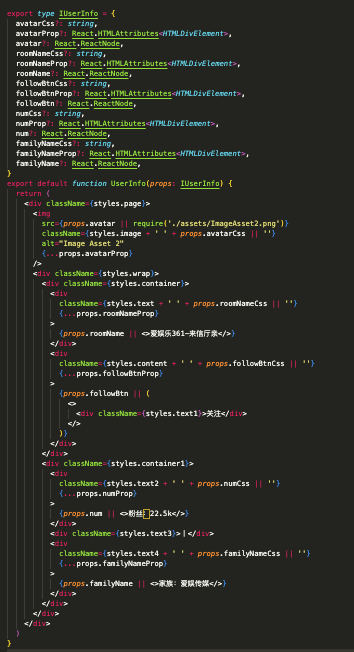 export type IUserInfo = {
avatarCss?: string,
avatarProp?: React.HTMLAttributes<HTMLDivElement>,
avatar?: React.ReactNode,
roomNameCss?: string,
roomNameProp?: React.HTMLAttributes<HTMLDivElement>,
roomName?: React.ReactNode,
followBtnCss?: string,
followBtnProp?: React.HTMLAttributes<HTMLDivElement>,
followBtn?: React.ReactNode,
numCss?: string,
numProp?: React.HTMLAttributes<HTMLDivElement>,
num?: React.ReactNode,
familyNameCss?: string,
familyNameProp?: React.HTMLAttributes<HTMLDivElement>,
familyName?: React.ReactNode,
}
export default function UserInfo(props: IUserInfo) {
return (
<div className={styles.page}>
<img
src={props.avatar || require('./assets/ImageAsset2.png')}
className={styles.image + ' ' + props.avatarCss || ''}
alt="Image Asset 2"
{...props.avatarProp}
/>
<div className={styles.wrap}>
<div className={styles.container}>
<div
className={styles.text + ' ' + props.roomNameCss || ''}
{...props.roomNameProp}
>
{props.roomName || <>爱娱乐361—来信厅亲</>}
</div>
<div
className={styles.content + ' ' + props.followBtnCss || ''}
{...props.followBtnProp}
>
{props.followBtn || (
<>
<div className={styles.text1}>关注</div>
</>
)}
</div>
</div>
<div className={styles.container1}>
<div
className={styles.text2 + ' ' + props.numCss || ''}
{...props.numProp}
>
{props.num || <>粉丝 22.5k</>}
</div>
<div className={styles.text3}>|</div>
<div
className={styles.text4 + ' ' + props.familyNameCss || ''}
{...props.familyNameProp}
>
{props.familyName || <>家族：爱娱传媒</>}
</div>
</div>
</div>
</div>
)
}